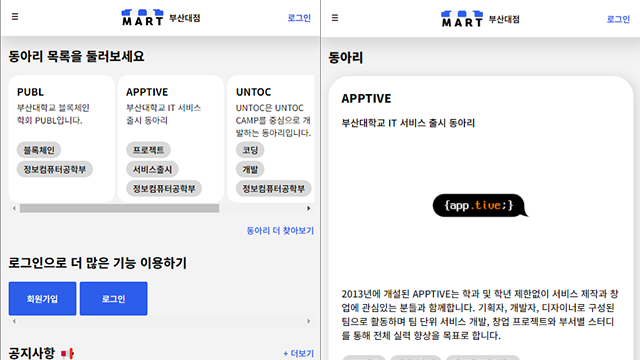 ☰
MART 부산대점
로그인
동아리 목록을 둘러보세요
PUBL
부산대학교 블록체인
학회 PUBL입니다.
블록체인
정보컴퓨터공학부
APPTIVE
부산대학교 IT 서비스
출시 동아리
프로젝트
서비스출시
정보컴퓨터공학부
UNTOC
UNTOC은 UNTOC
CAMP를 중심으로 개
발하는 동아리입니다.
코딩
개발
정보컴퓨터공학부
동아리 더 찾아보기
로그인으로 더 많은 기능 이용하기
회원가입
로그인
공지사항
+ 더보기
☰
MART 부산대점
로그인
동아리
APPTIVE
부산대학교 IT 서비스 출시 동아리
{app.tive;}
2013년에 개설된 APPTIVE는 학과 및 학년 제한없이 서비스 제작과 창
업에 관심있는 분들과 함께합니다. 기획자, 개발자, 디자이너로 구성된
팀으로 활동하며 팀 단위 서비스 개발, 창업 프로젝트와 부서별 스터디
를 통해 전체 실력 향상을 목표로 합니다.